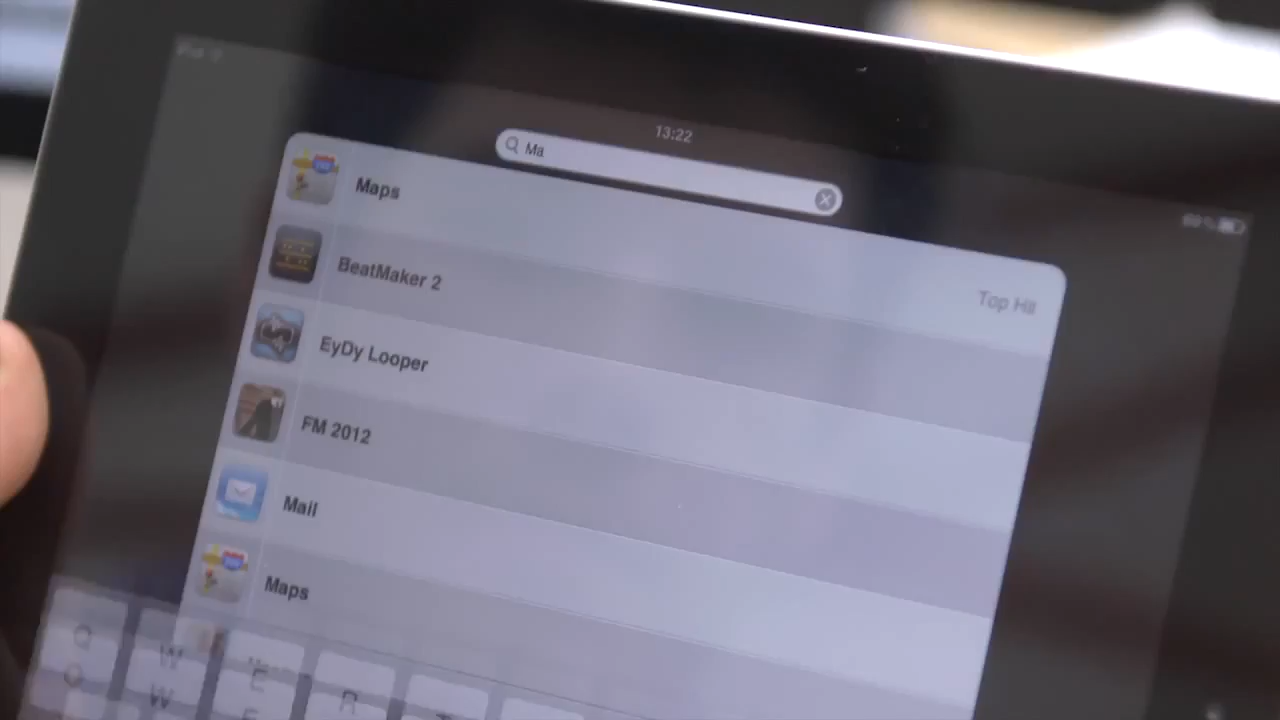 13:22
Ma
Maps
Top Hit
BeatMaker 2
EyDy Looper
FM 2012
Mail
Maps
Q W E R
Q W